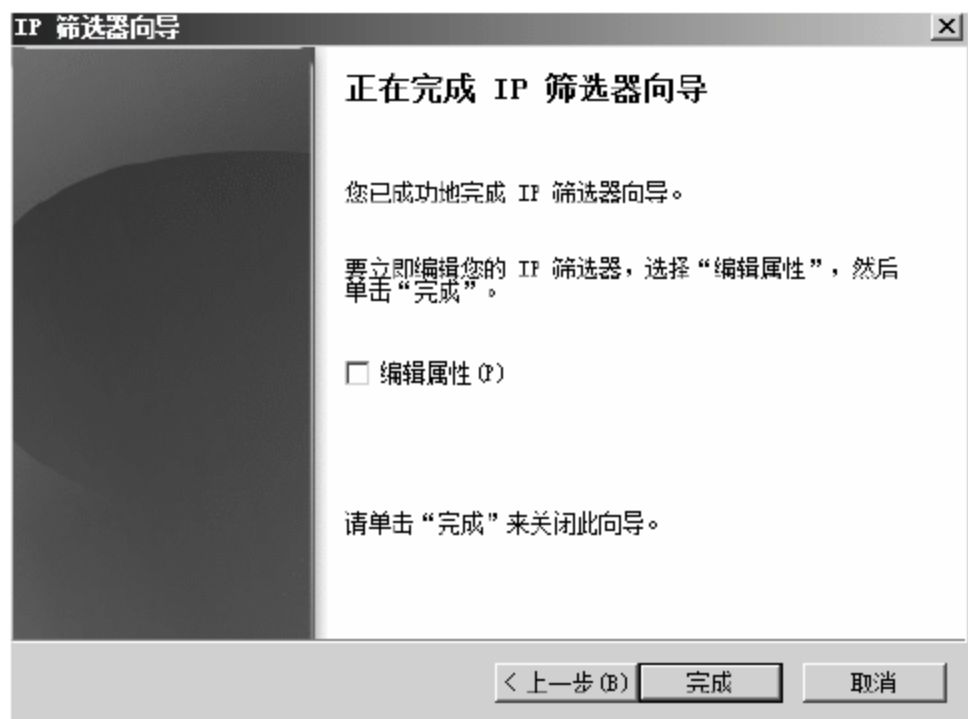 IP 筛选器向导
正在完成 IP 筛选器向导
您已成功地完成 IP 筛选器向导。
要立即编辑您的 IP 筛选器，选择“编辑属性”，然后
单击“完成”。
编辑属性(P)
请单击“完成”来关闭此向导。
< 上一步(B) 完成 取消